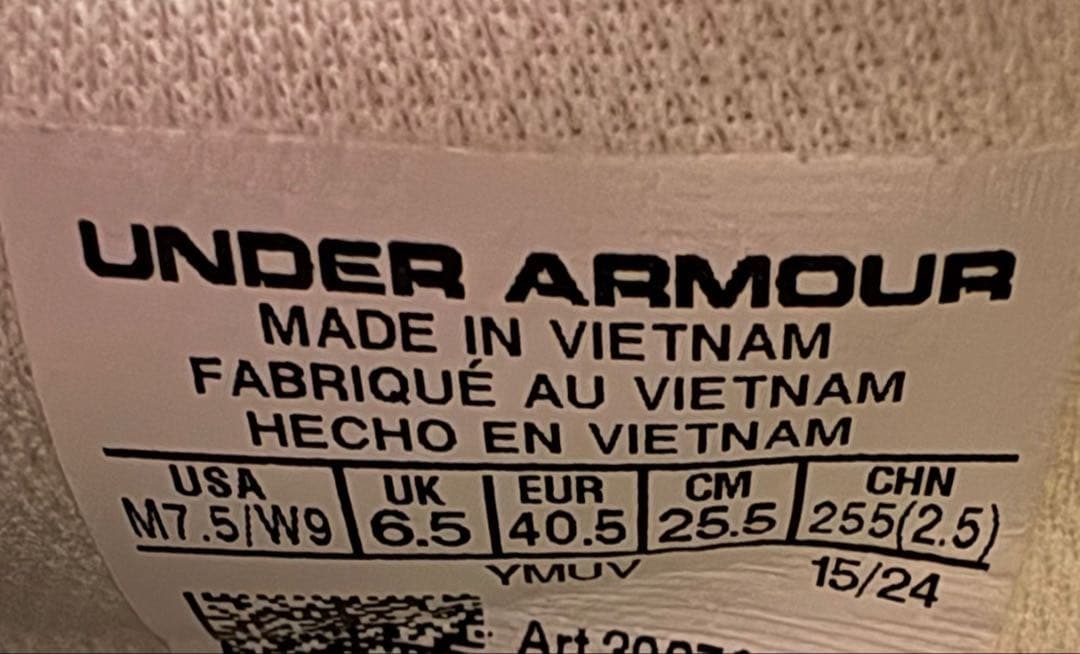 UNDER ARMOUR
MADE IN VIETNAM
FABRIQUÉ AU VIETNAM
HECHO EN VIETNAM
USA UK EUR CM CHN
M7.5/W9 6.5 40.5 25.5 255(2.5)
YMUV 15/24
Art